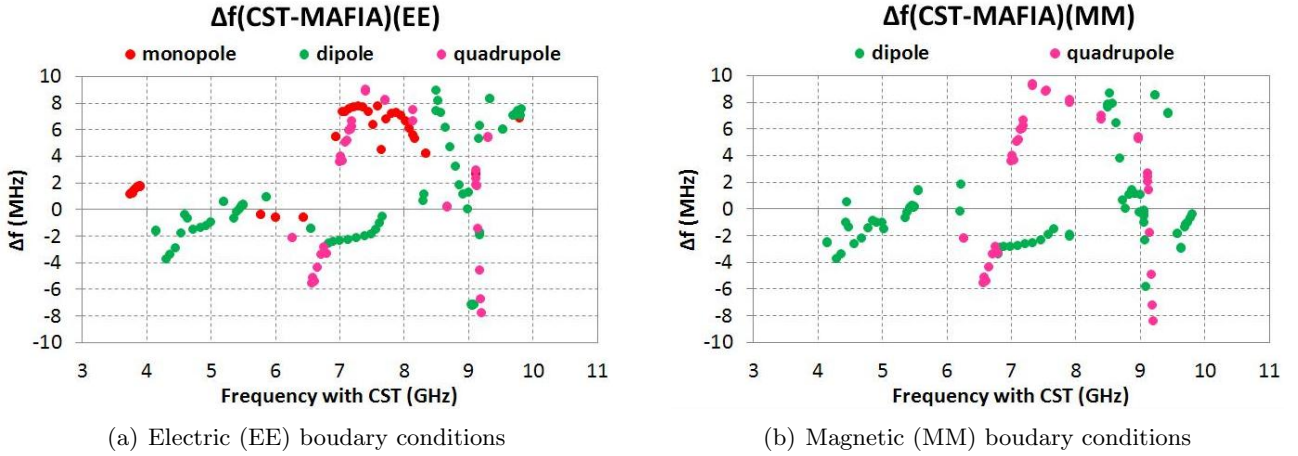 Δf(CST-MAFIA)(EE)
monopole dipole quadrupole
10
8
6
4
2
0
-2
-4
-6
-8
-10
Δf (MHz)
3 4 5 6 7 8 9 10 11
Frequency with CST (GHz)
(a) Electric (EE) boudary conditions
Δf(CST-MAFIA)(MM)
dipole quadrupole
10
8
6
4
2
0
-2
-4
-6
-8
-10
Δf (MHz)
3 4 5 6 7 8 9 10 11
Frequency with CST (GHz)
(b) Magnetic (MM) boudary conditions